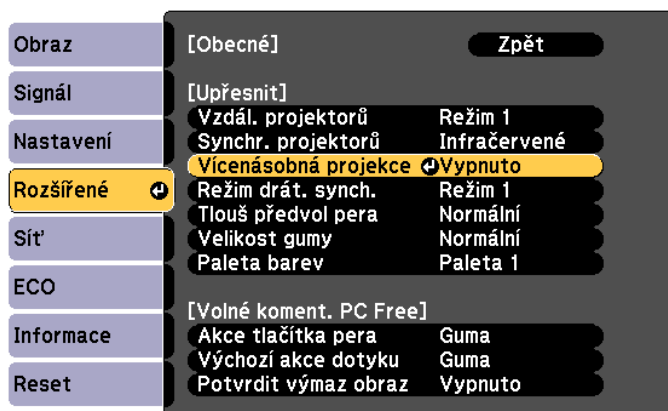 Obraz
Signál
Nastavení
Rozšířené
Síť
ECO
Informace
Reset
[Obecné] Zpět
[Upřesnit]
Vzdál. projektorů Režim 1
Synchr. projektorů Infračervené
Vícenásobná projekce Vypnuto
Režim drát. synch. Režim 1
Tlouš předvol pera Normální
Velikost gumy Normální
Paleta barev Paleta 1
[Volné koment. PC Free]
Akce tlačítka pera Guma
Výchozí akce dotyku Guma
Potvrdit výmaz obraz Vypnuto